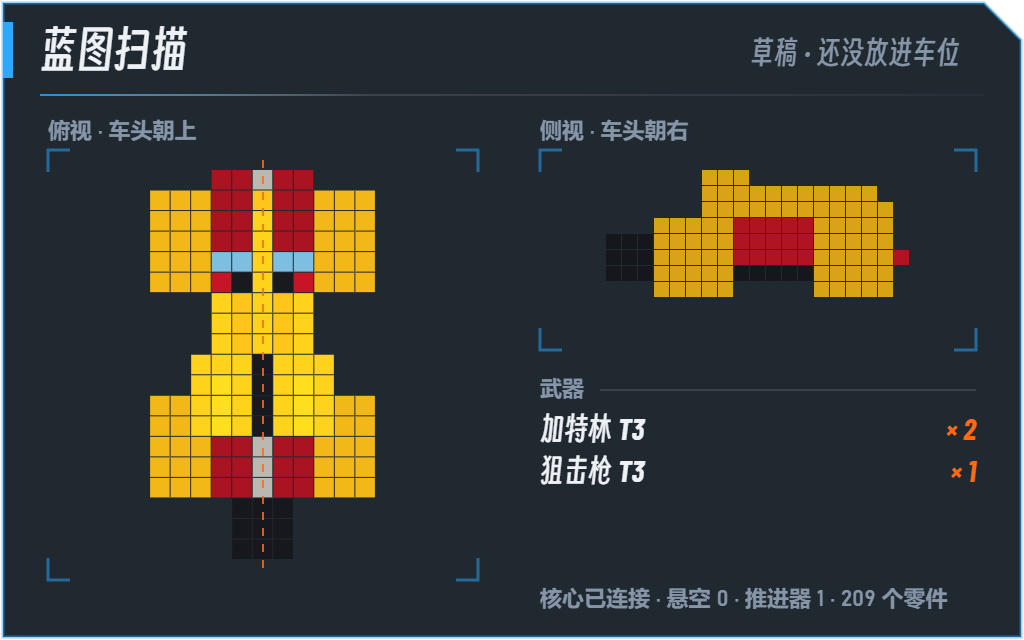 蓝图扫描
草稿 · 还没放进车位
俯视 · 车头朝上
侧视 · 车头朝右
武器
加特林 T3 × 2
狙击枪 T3 × 1
核心已连接 · 悬空 0 · 推进器 1 · 209 个零件